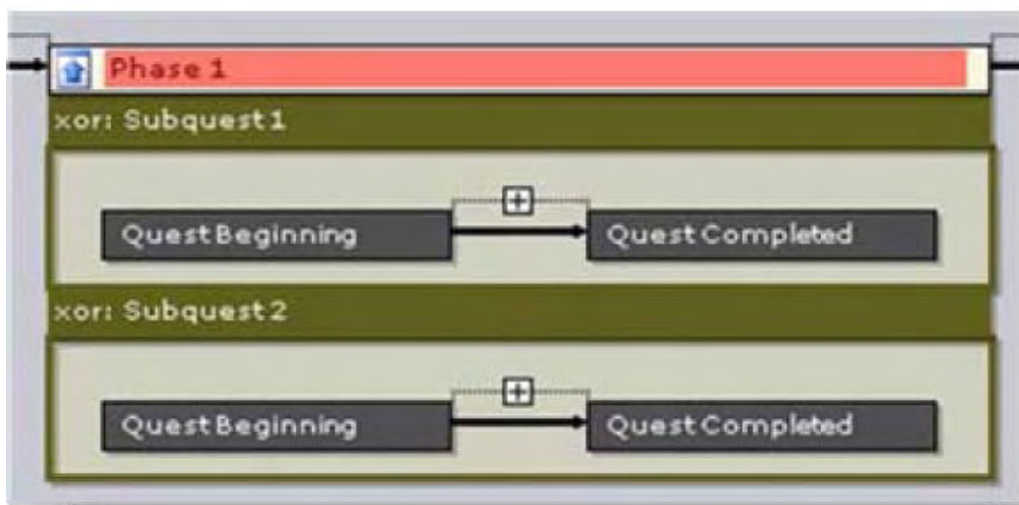 Phase 1
xor: Subquest 1
Quest Beginning
Quest Completed
xor: Subquest 2
Quest Beginning
Quest Completed